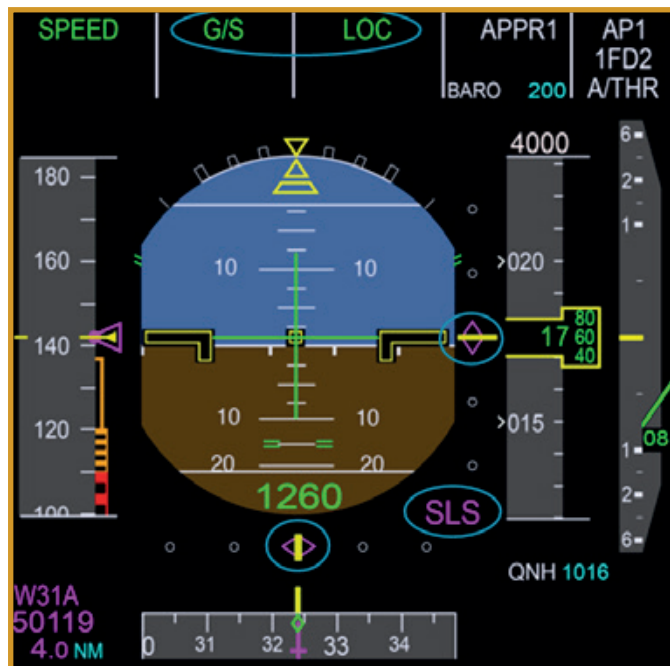 SPEED G/S LOC APPR1 AP1
1FD2
BARO 200 A/THR
4000
6
180 2
1
10 10
160 020
80
17 60
140 40
10 10
120 015
08
20 20 1
1260
100 SLS 2
6
QNH 1016
W31A
50119
4.0 NM
0 31 32 33 34